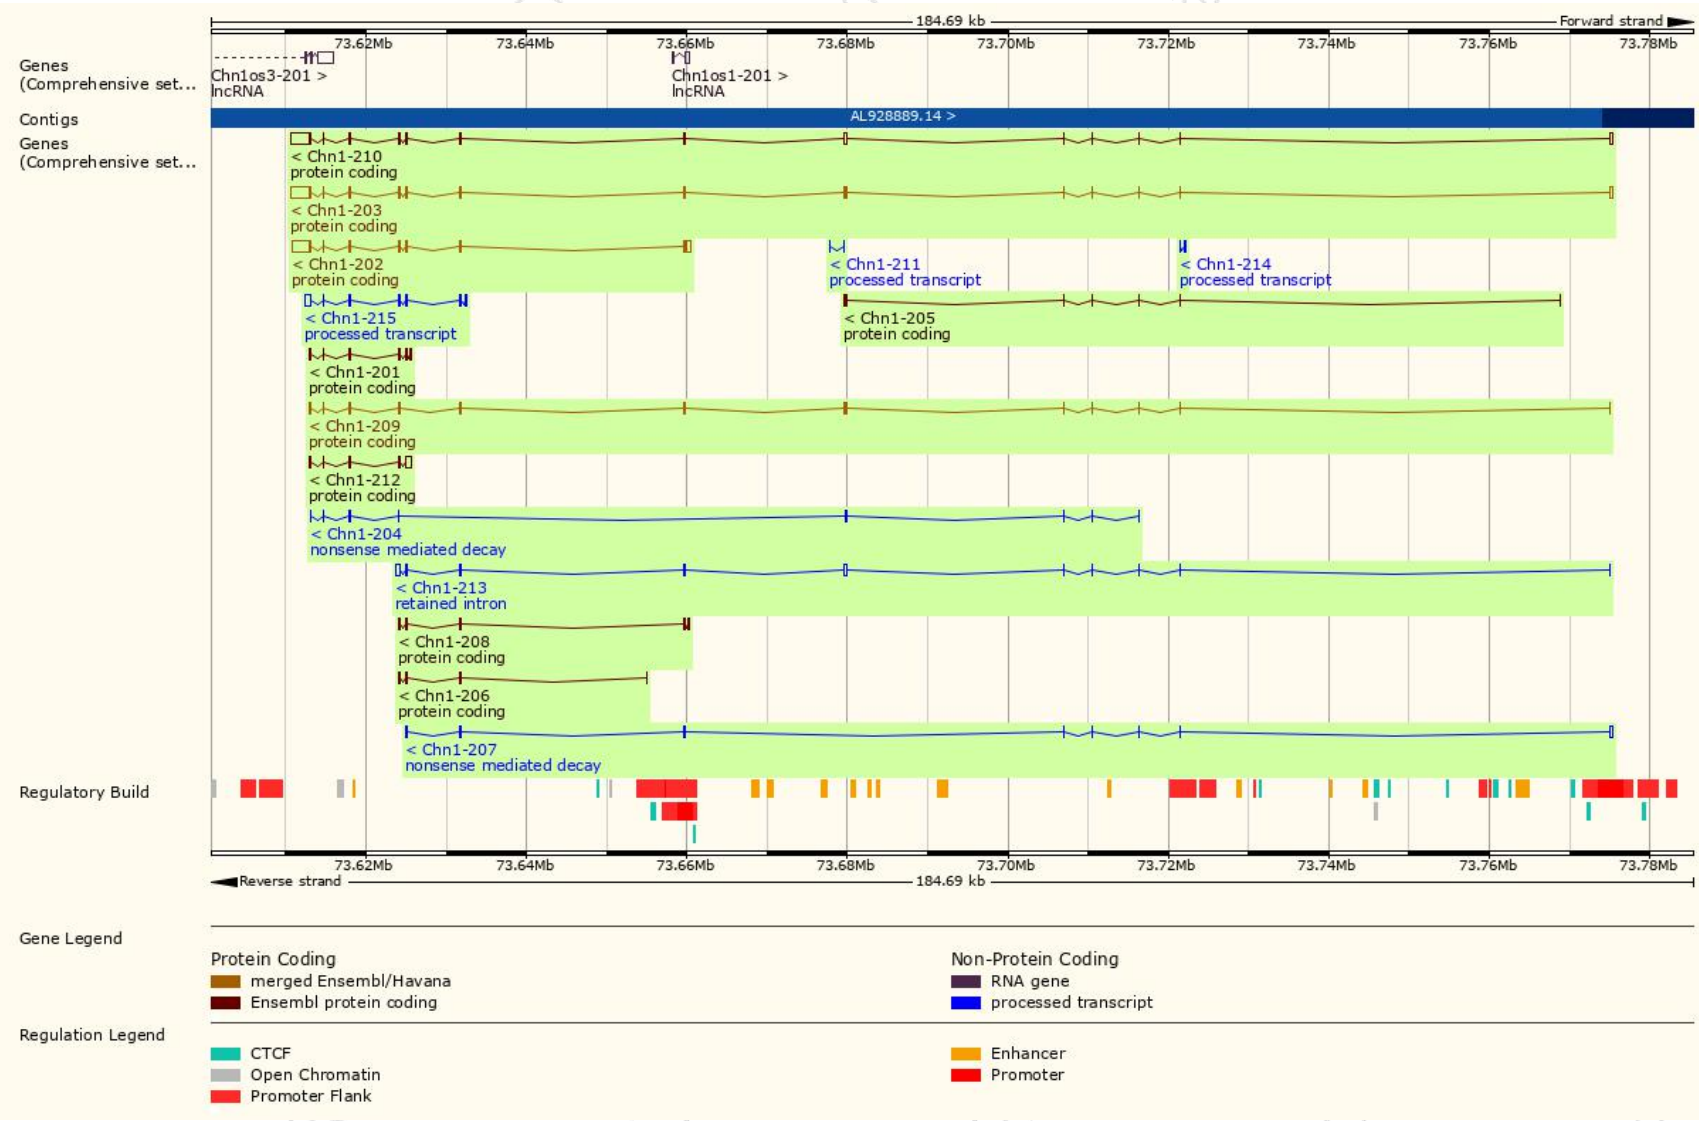 184.69 kb
Forward strand
73.62Mb 73.64Mb 73.66Mb 73.68Mb 73.70Mb 73.72Mb 73.74Mb 73.76Mb 73.78Mb
Genes
(Comprehensive set...
Chn1os3-201 >
lncRNA
Chn1os1-201 >
lncRNA
Contigs
AL928889.14 >
Genes
(Comprehensive set...
< Chn1-210
protein coding
< Chn1-203
protein coding
< Chn1-202
protein coding
< Chn1-211
processed transcript
< Chn1-214
processed transcript
< Chn1-215
processed transcript
< Chn1-205
protein coding
< Chn1-201
protein coding
< Chn1-209
protein coding
< Chn1-212
protein coding
< Chn1-204
nonsense mediated decay
< Chn1-213
retained intron
< Chn1-208
protein coding
< Chn1-206
protein coding
< Chn1-207
nonsense mediated decay
Regulatory Build
73.62Mb 73.64Mb 73.66Mb 73.68Mb 73.70Mb 73.72Mb 73.74Mb 73.76Mb 73.78Mb
Reverse strand
184.69 kb
Gene Legend
Protein Coding
merged Ensembl/Havana
Ensembl protein coding
Non-Protein Coding
RNA gene
processed transcript
Regulation Legend
CTCF
Open Chromatin
Promoter Flank
Enhancer
Promoter